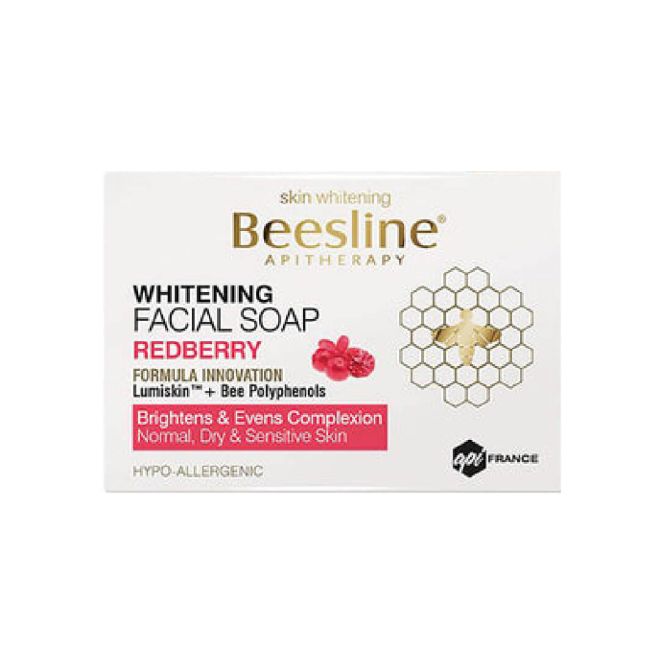 skin whitening
Beesline®
APITHERAPY
WHITENING
FACIAL SOAP
REDBERRY
FORMULA INNOVATION
Lumiskin™ + Bee Polyphenols
Brightens & Evens Complexion
Normal, Dry & Sensitive Skin
HYPO-ALLERGENIC
api FRANCE